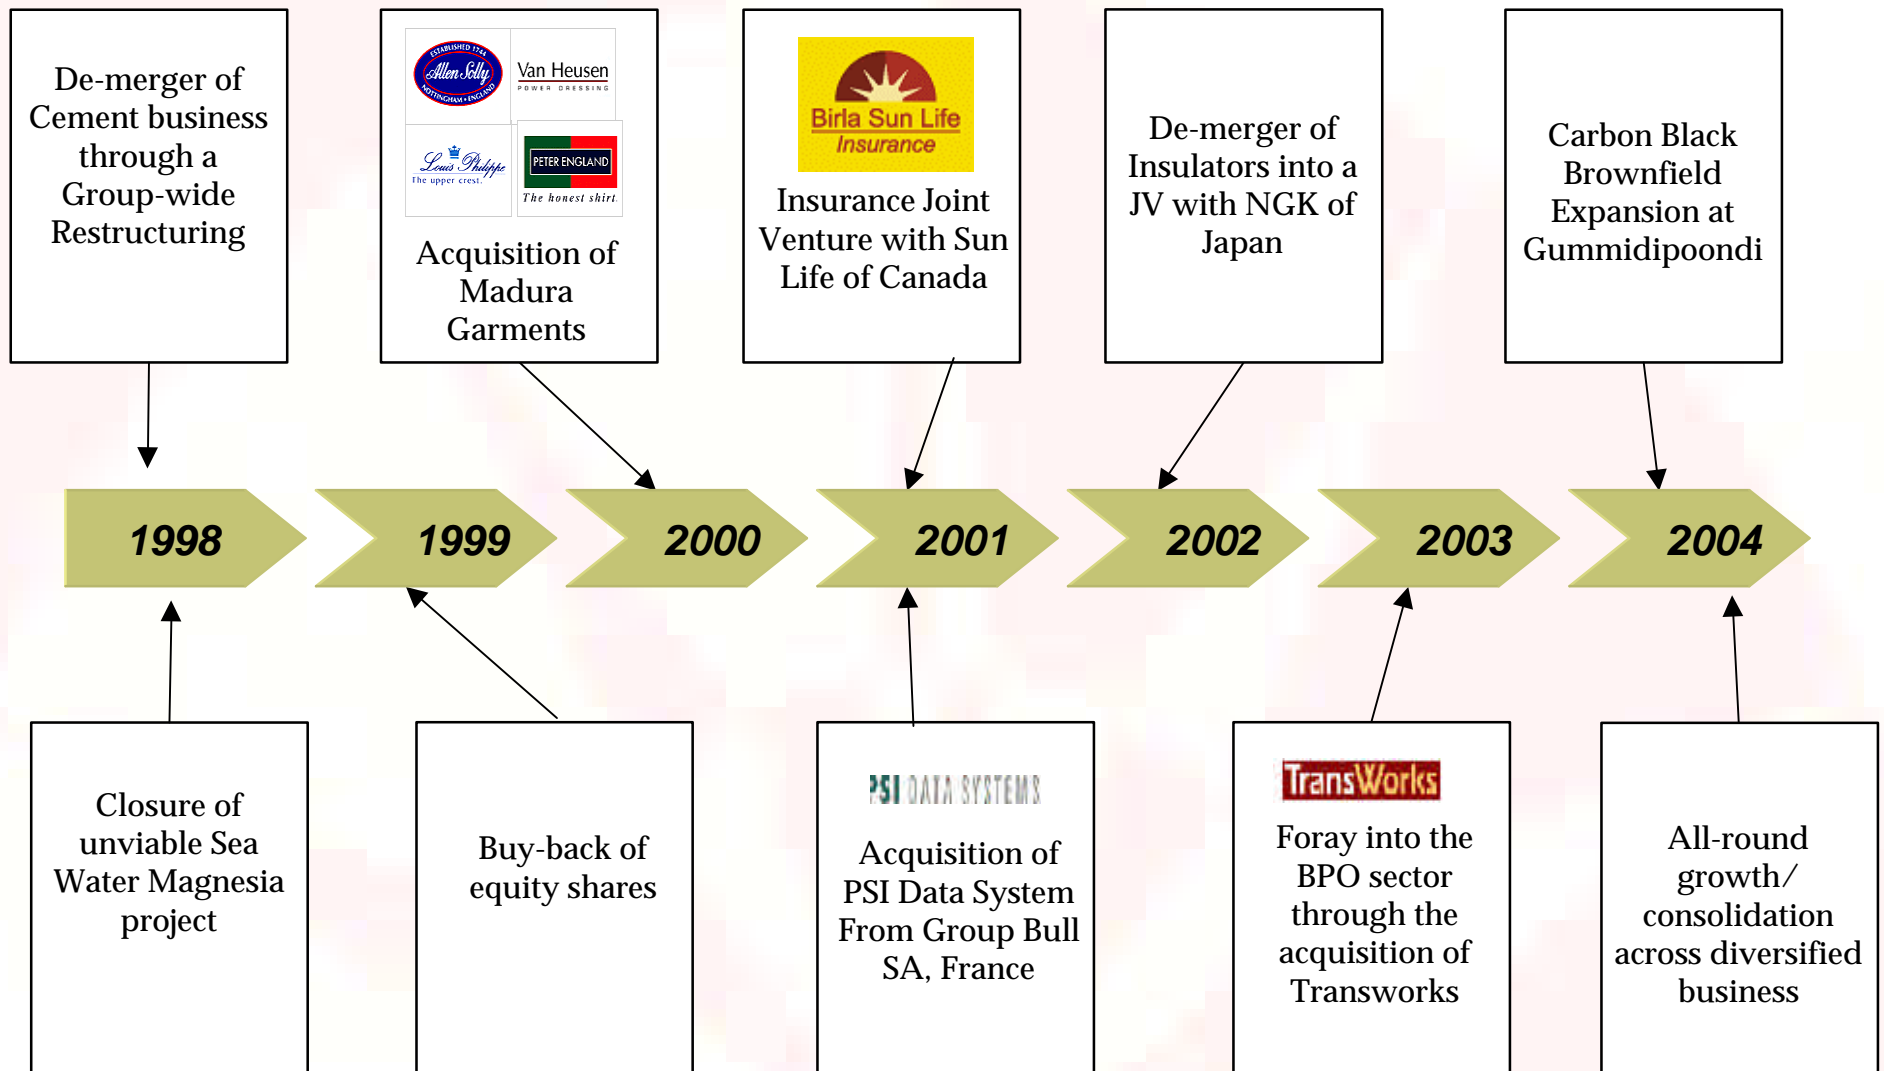 De-merger of
Cement business
through a
Group-wide
Restructuring
ESTABLISHED 1744
Allen Solly
NOTTINGHAM • ENGLAND
Van Heusen
POWER DRESSING
Louis Philippe
The upper crest.
PETER ENGLAND
The honest shirt.
Acquisition of
Madura
Garments
Birla Sun Life
Insurance
Insurance Joint
Venture with Sun
Life of Canada
De-merger of
Insulators into a
JV with NGK of
Japan
Carbon Black
Brownfield
Expansion at
Gummidipoondi
1998
1999
2000
2001
2002
2003
2004
Closure of
unviable Sea
Water Magnesia
project
Buy-back of
equity shares
PSI DATA SYSTEMS
Acquisition of
PSI Data System
From Group Bull
SA, France
TransWorks
Foray into the
BPO sector
through the
acquisition of
Transworks
All-round
growth/
consolidation
across diversified
business